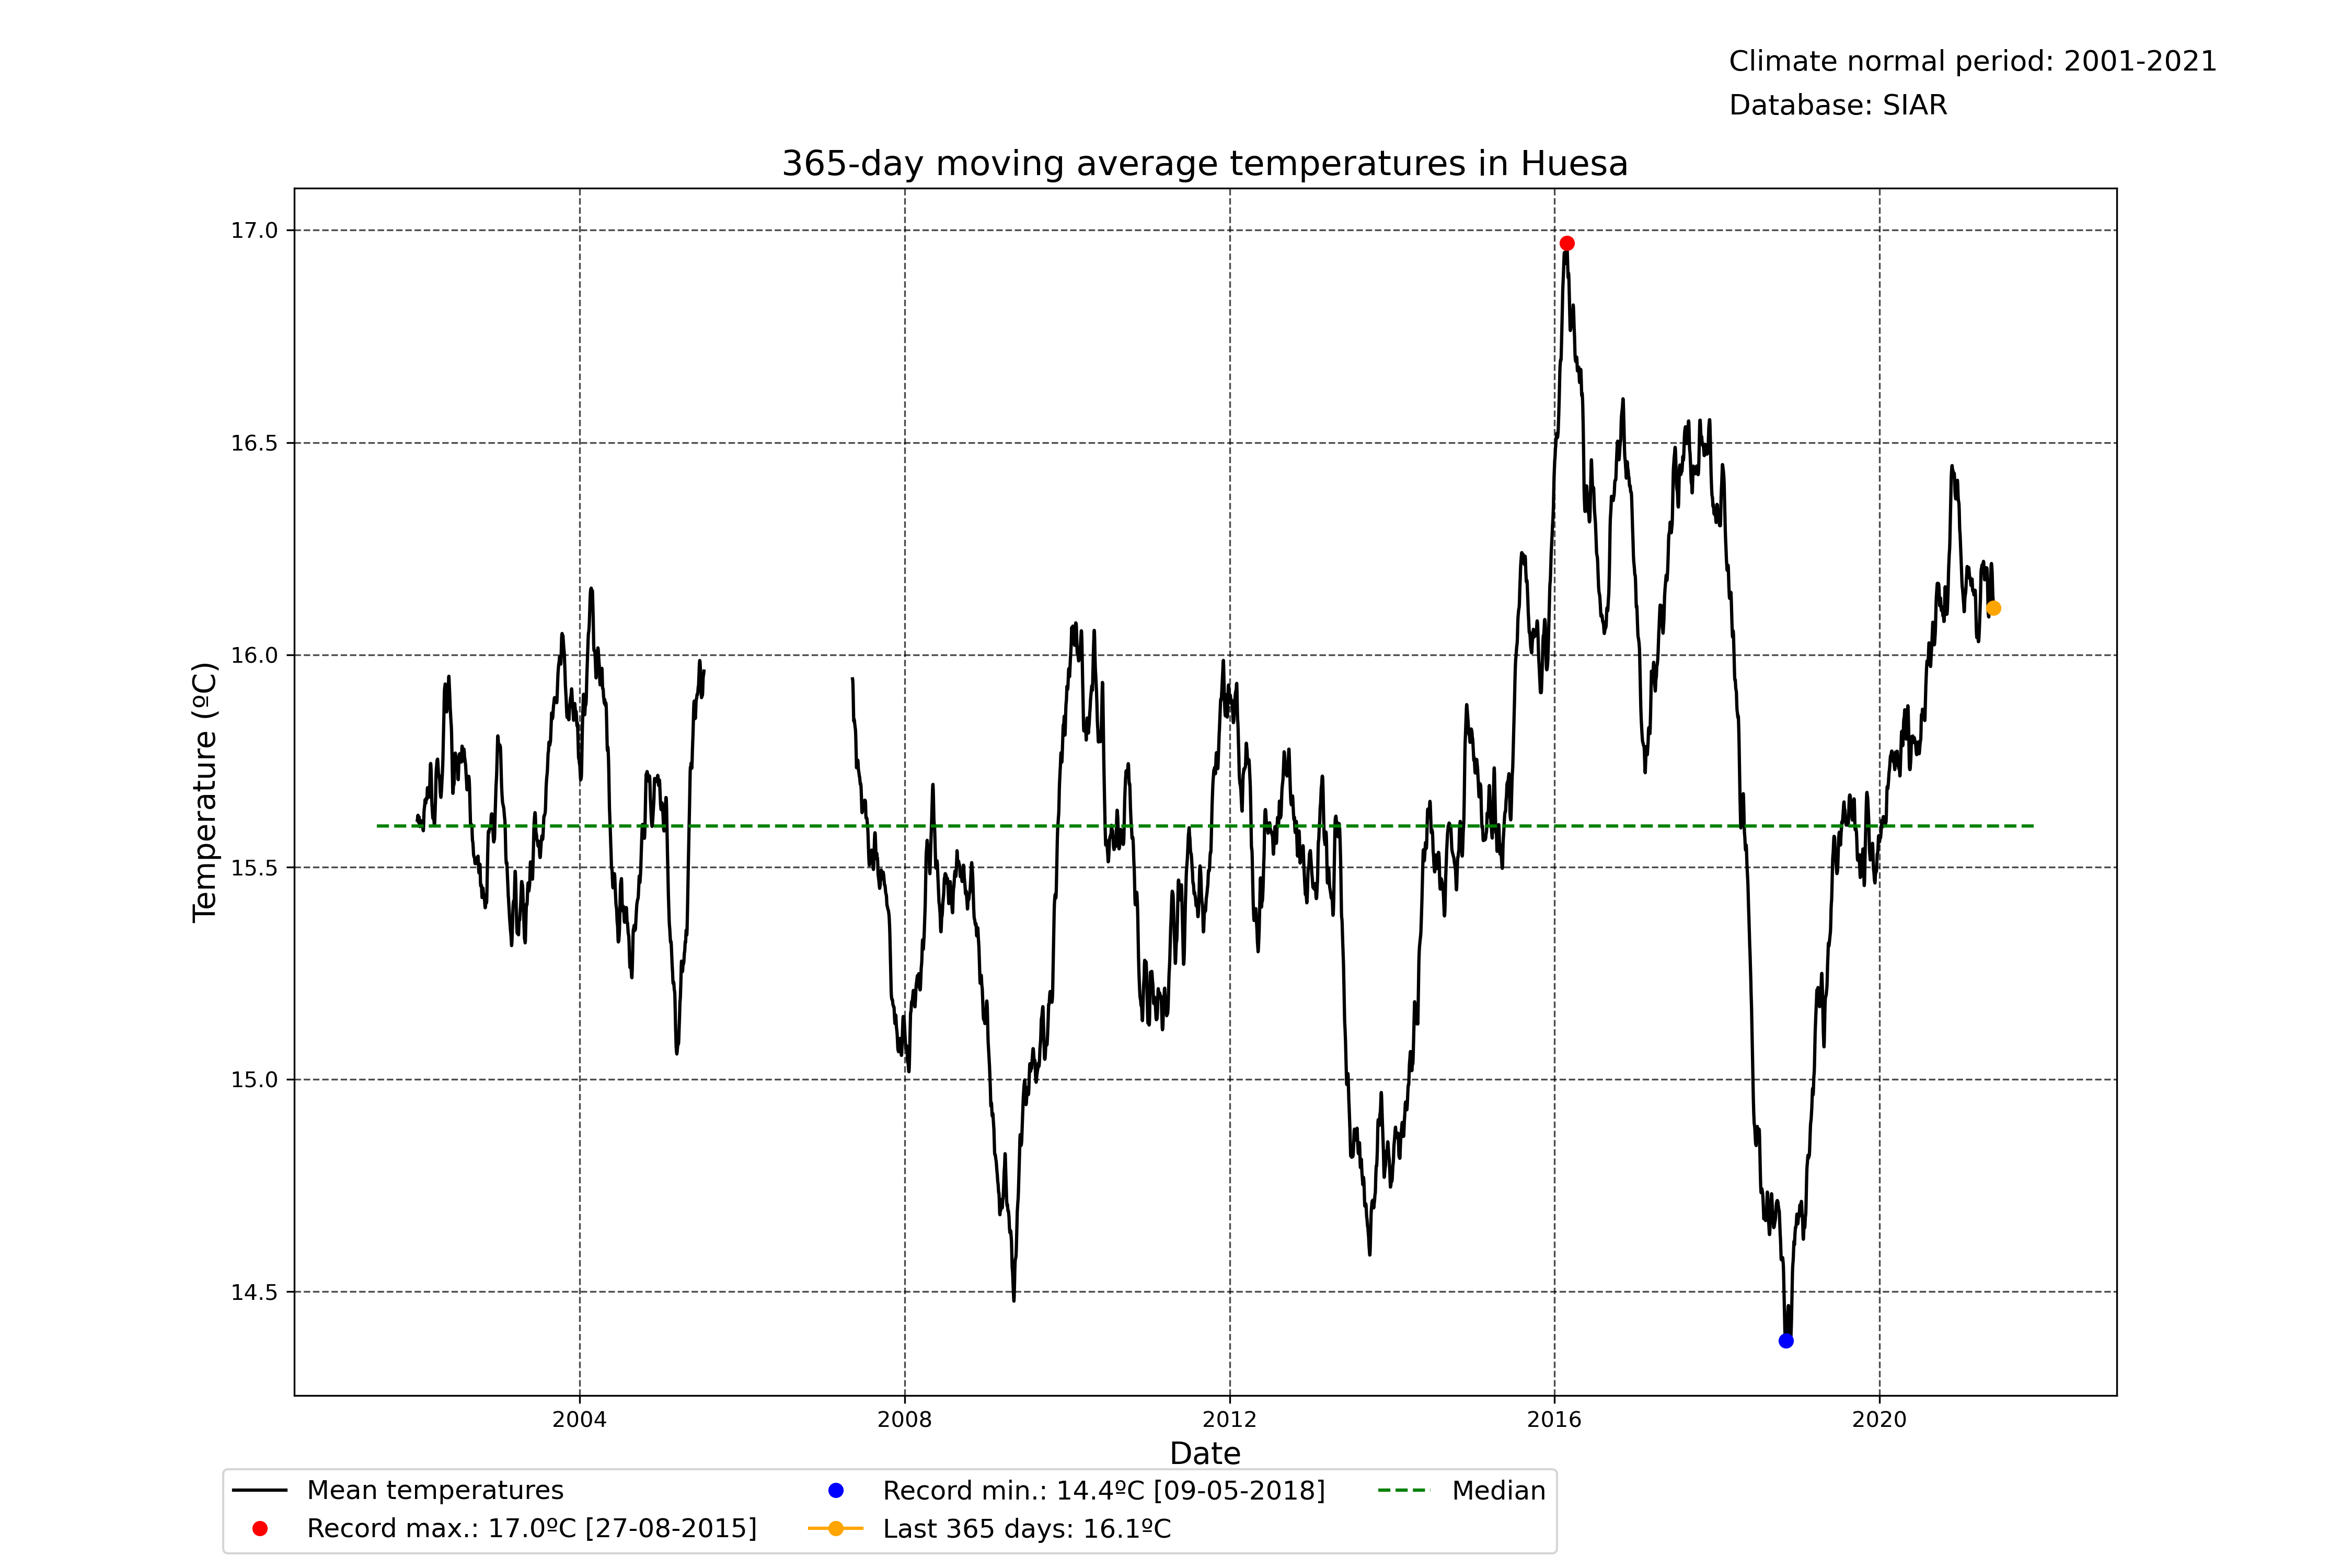 Climate normal period: 2001-2021
Database: SIAR
365-day moving average temperatures in Huesa
17.0
16.5
16.0
15.5
15.0
14.5
Temperature (ºC)
2004 2008 2012 2016 2020
Date
Mean temperatures
Record max.: 17.0ºC [27-08-2015]
Record min.: 14.4ºC [09-05-2018]
Last 365 days: 16.1ºC
Median